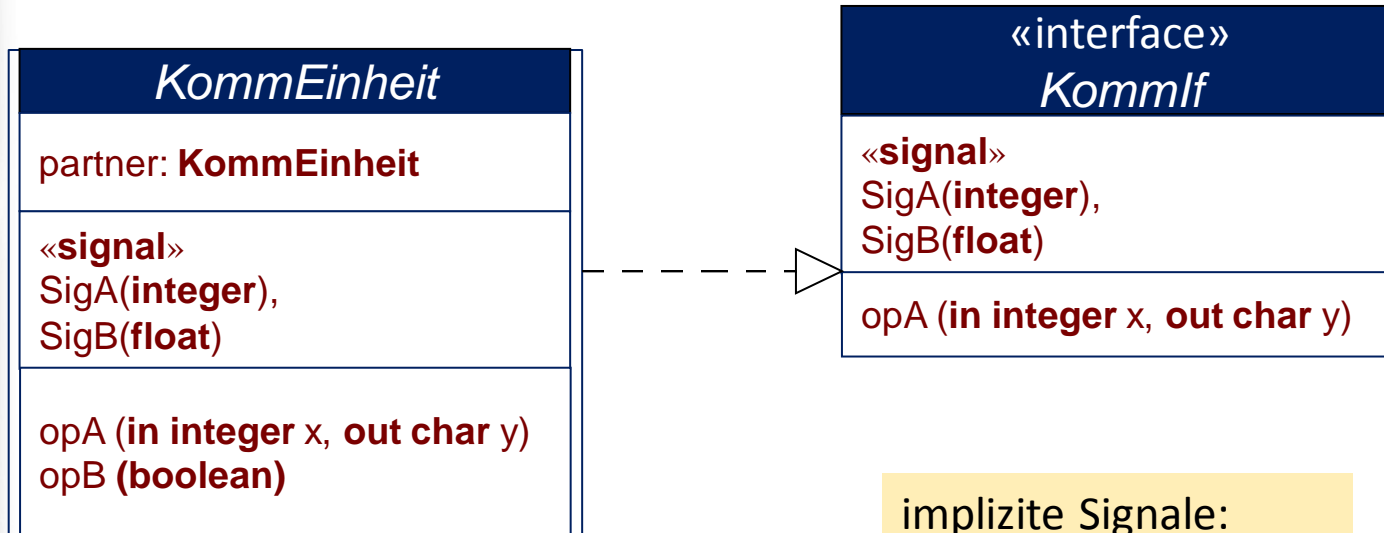 KommEinheit
partner: KommEinheit
«signal»
SigA(integer),
SigB(float)
opA (in integer x, out char y)
opB (boolean)
«interface»
KommIf
«signal»
SigA(integer),
SigB(float)
opA (in integer x, out char y)
implizite Signale: